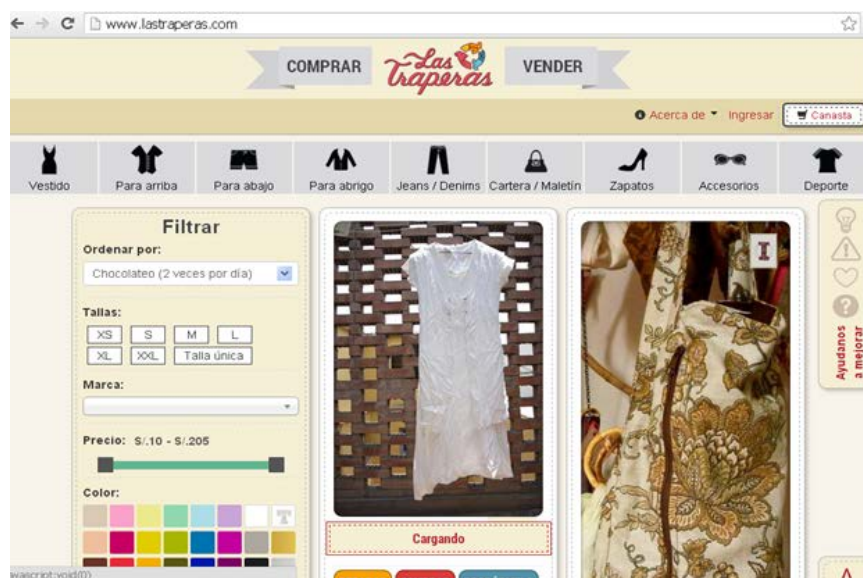 www.lastraperas.com
COMPRAR
Las Traperas
VENDER
Acerca de
Ingresar
Canasta
Vestido
Para arriba
Para abajo
Para abrigo
Jeans / Denims
Cartera / Maletín
Zapatos
Accesorios
Deporte
Filtrar
Ordenar por:
Chocolateo (2 veces por día)
Tallas:
XS S M L
XL XXL Talla única
Marca:
Precio: S/.10 - S/.205
Color:
T
Cargando
I
Ayudanos
a mejorar
avascript:void(0)